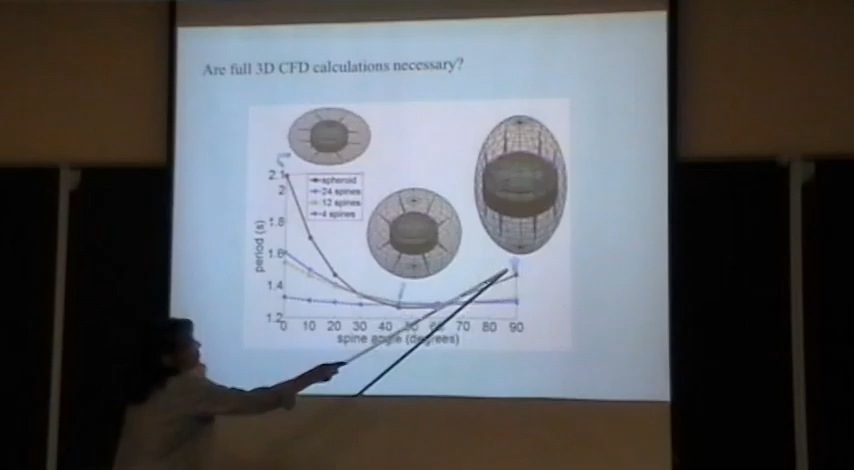 Are full 3D CFD calculations necessary?
2.1
2
1.8
1.6
1.4
1.2
period (s)
spheroid
24 spines
12 spines
4 spines
0 10 20 30 40 50 60 70 80 90
spine angle (degrees)